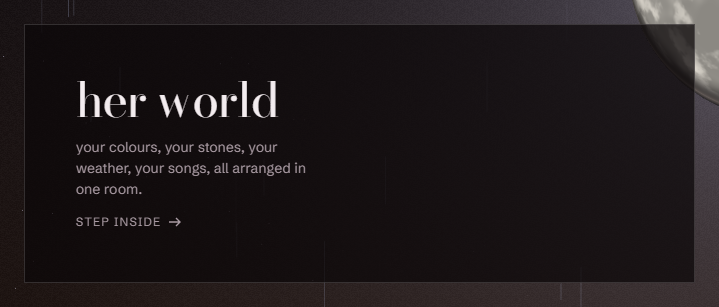 her world
your colours, your stones, your
weather, your songs, all arranged in
one room.
STEP INSIDE →